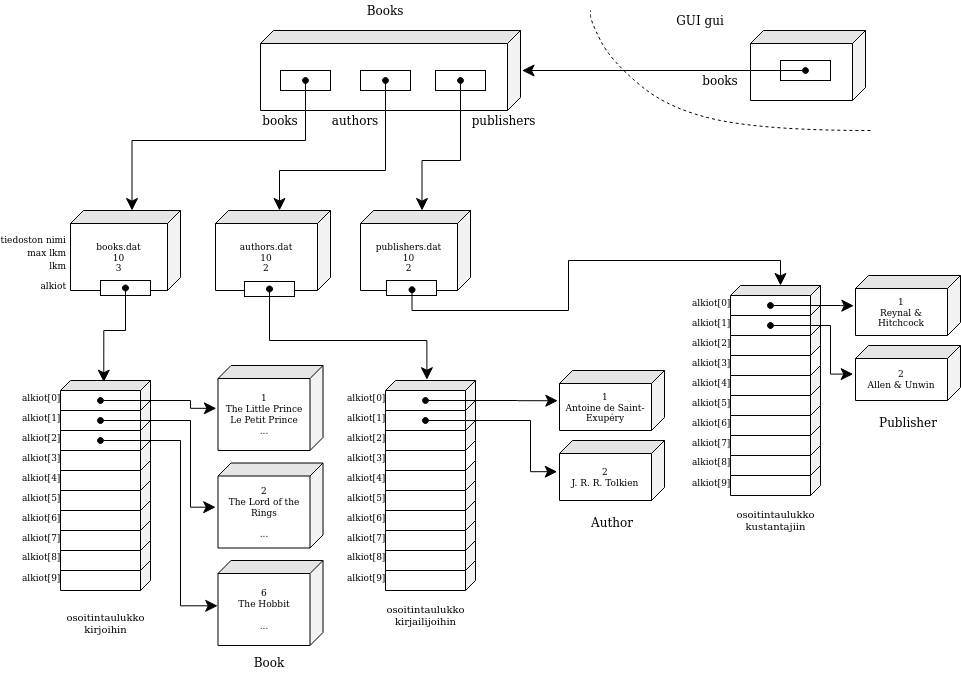 Books
GUI gui
books
books
authors
publishers
tiedoston nimi
max lkm
lkm
alkiot
books.dat
10
3
authors.dat
10
2
publishers.dat
10
2
alkiot[0]
alkiot[1]
alkiot[2]
alkiot[3]
alkiot[4]
alkiot[5]
alkiot[6]
alkiot[7]
alkiot[8]
alkiot[9]
osoitintaulukko
kustantajiin
1
Reynal &
Hitchcock
2
Allen & Unwin
Publisher
alkiot[0]
alkiot[1]
alkiot[2]
alkiot[3]
alkiot[4]
alkiot[5]
alkiot[6]
alkiot[7]
alkiot[8]
alkiot[9]
osoitintaulukko
kirjoihin
1
The Little Prince
Le Petit Prince
...
2
The Lord of the
Rings
...
6
The Hobbit
...
Book
alkiot[0]
alkiot[1]
alkiot[2]
alkiot[3]
alkiot[4]
alkiot[5]
alkiot[6]
alkiot[7]
alkiot[8]
alkiot[9]
osoitintaulukko
kirjailijoihin
1
Antoine de Saint-
Exupéry
2
J. R. R. Tolkien
Author